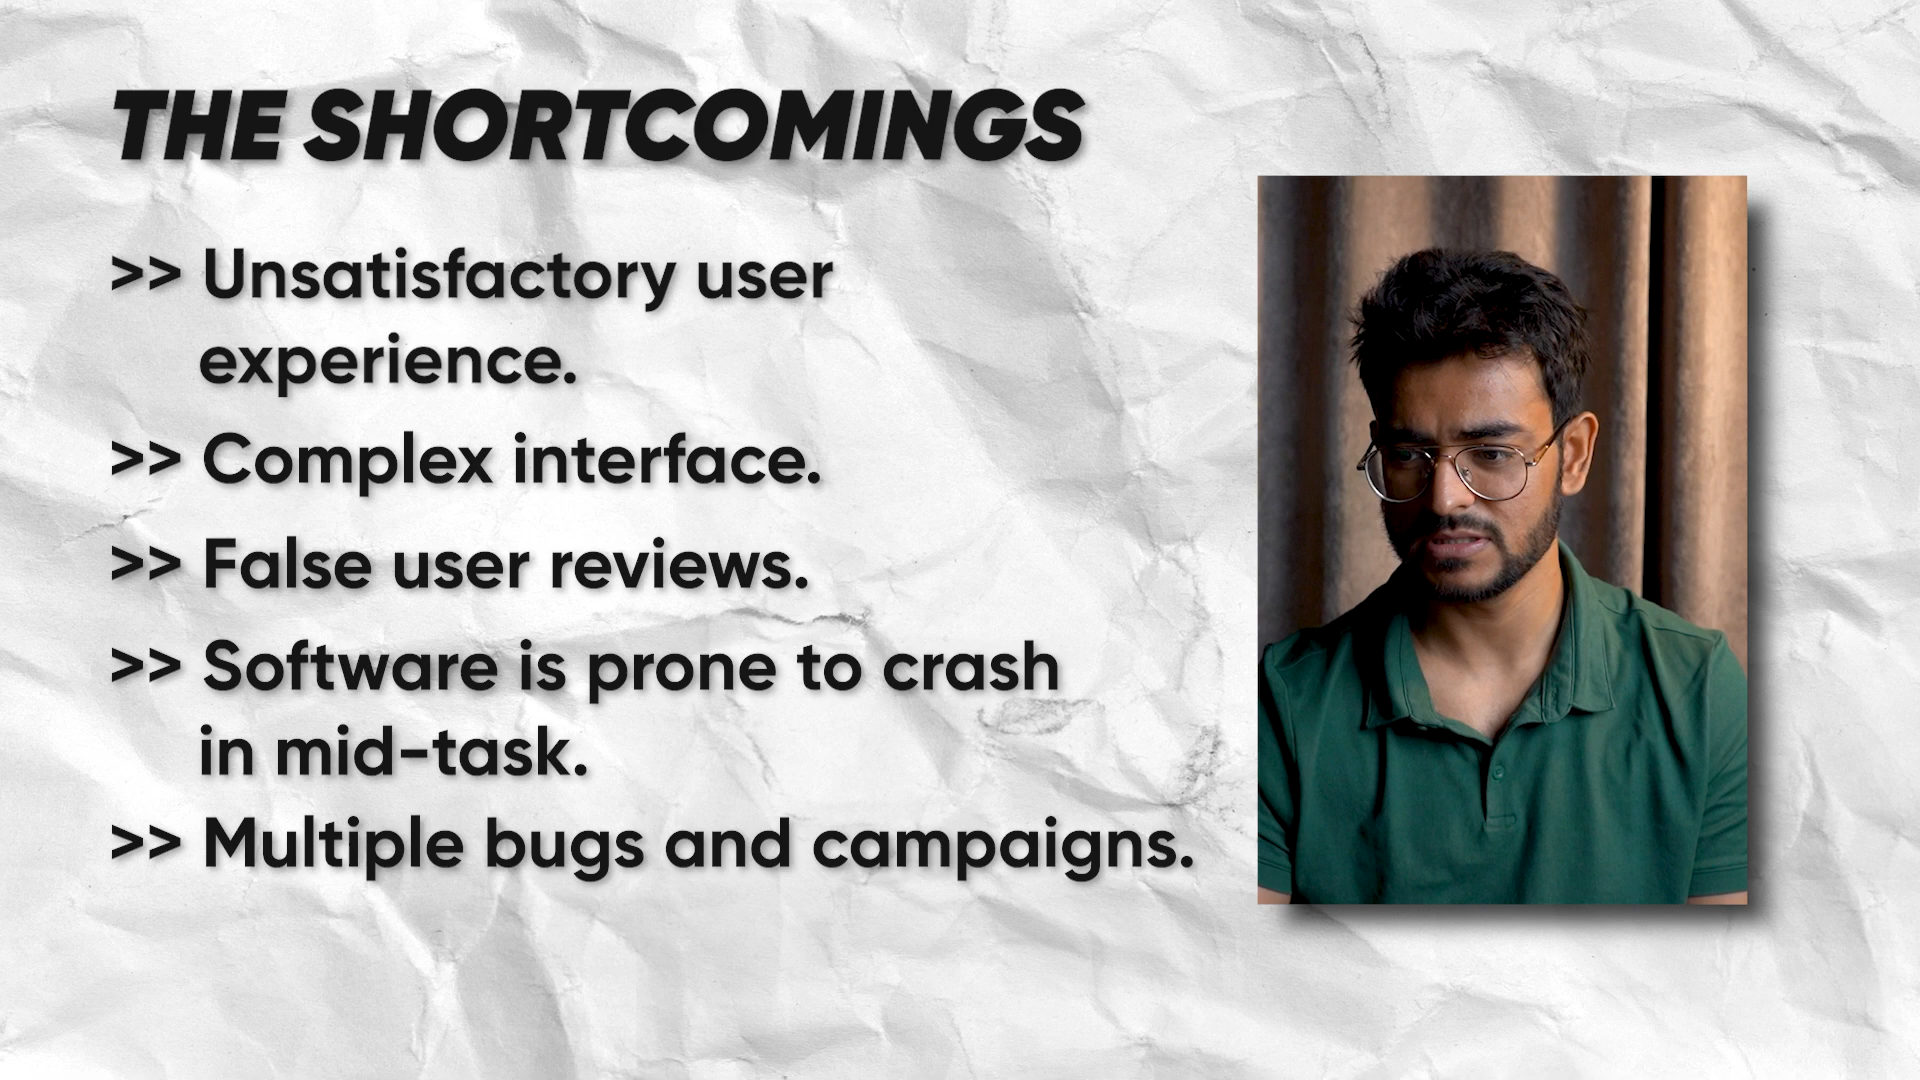 THE SHORTCOMINGS
>> Unsatisfactory user
experience.
>> Complex interface.
>> False user reviews.
>> Software is prone to crash
in mid-task.
>> Multiple bugs and campaigns.